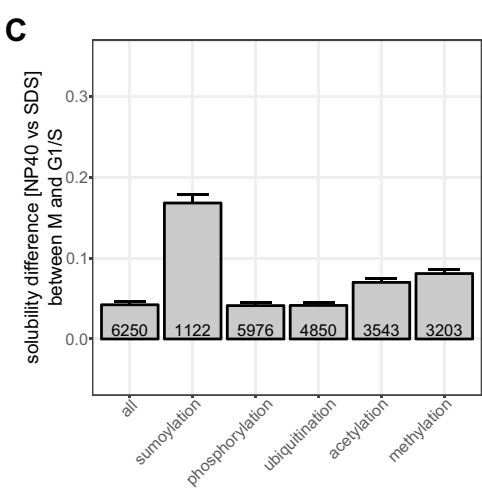 C
solubility difference [NP40 vs SDS]
between M and G1/S
0.3
0.2
0.1
0.0
6250 1122 5976 4850 3543 3203
all
sumoylation
phosphorylation
ubiquitination
acetylation
methylation